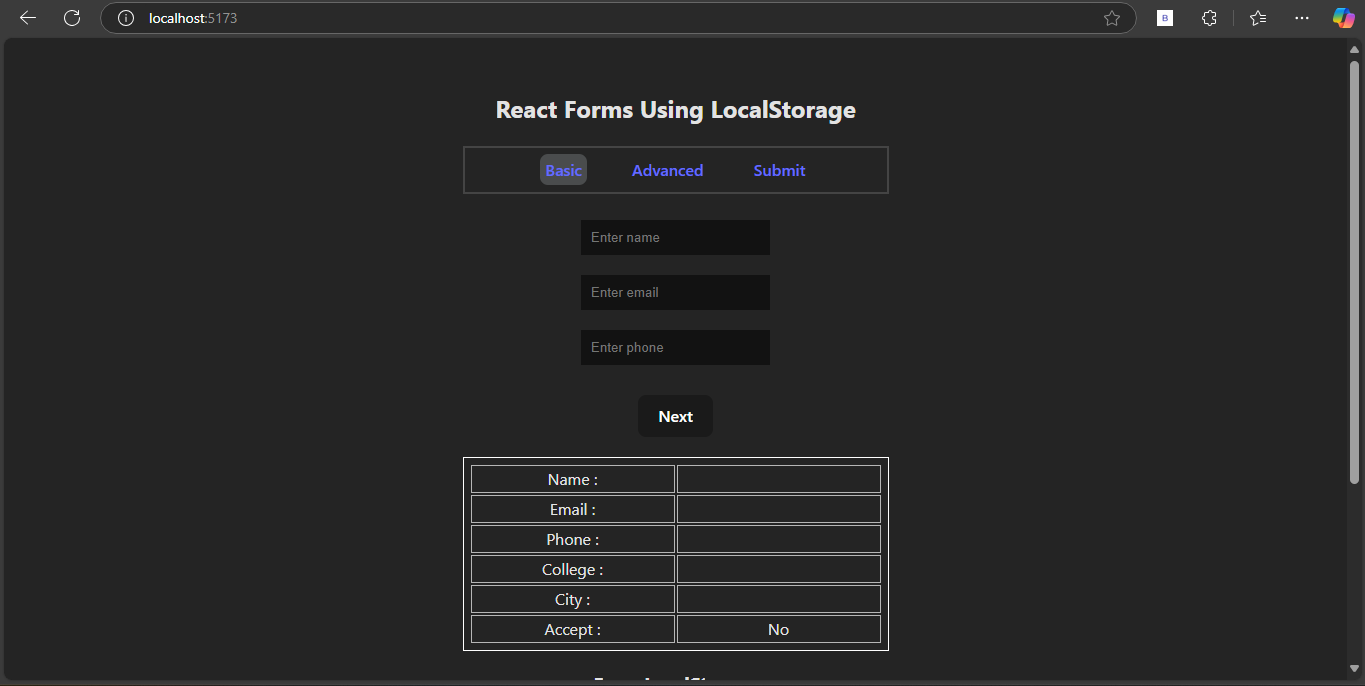 localhost:5173
B
React Forms Using LocalStorage
Basic Advanced Submit
Enter name
Enter email
Enter phone
Next
Name :
Email :
Phone :
College :
City :
Accept : No